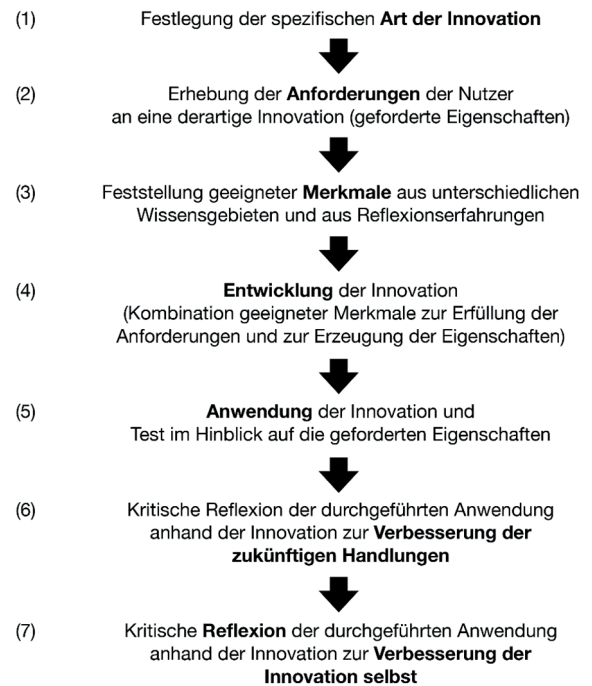 (1) Festlegung der spezifischen Art der Innovation
(2) Erhebung der Anforderungen der Nutzer
an eine derartige Innovation (geforderte Eigenschaften)
(3) Feststellung geeigneter Merkmale aus unterschiedlichen
Wissensgebieten und aus Reflexionserfahrungen
(4) Entwicklung der Innovation
(Kombination geeigneter Merkmale zur Erfüllung der
Anforderungen und zur Erzeugung der Eigenschaften)
(5) Anwendung der Innovation und
Test im Hinblick auf die geforderten Eigenschaften
(6) Kritische Reflexion der durchgeführten Anwendung
anhand der Innovation zur Verbesserung der
zukünftigen Handlungen
(7) Kritische Reflexion der durchgeführten Anwendung
anhand der Innovation zur Verbesserung der
Innovation selbst